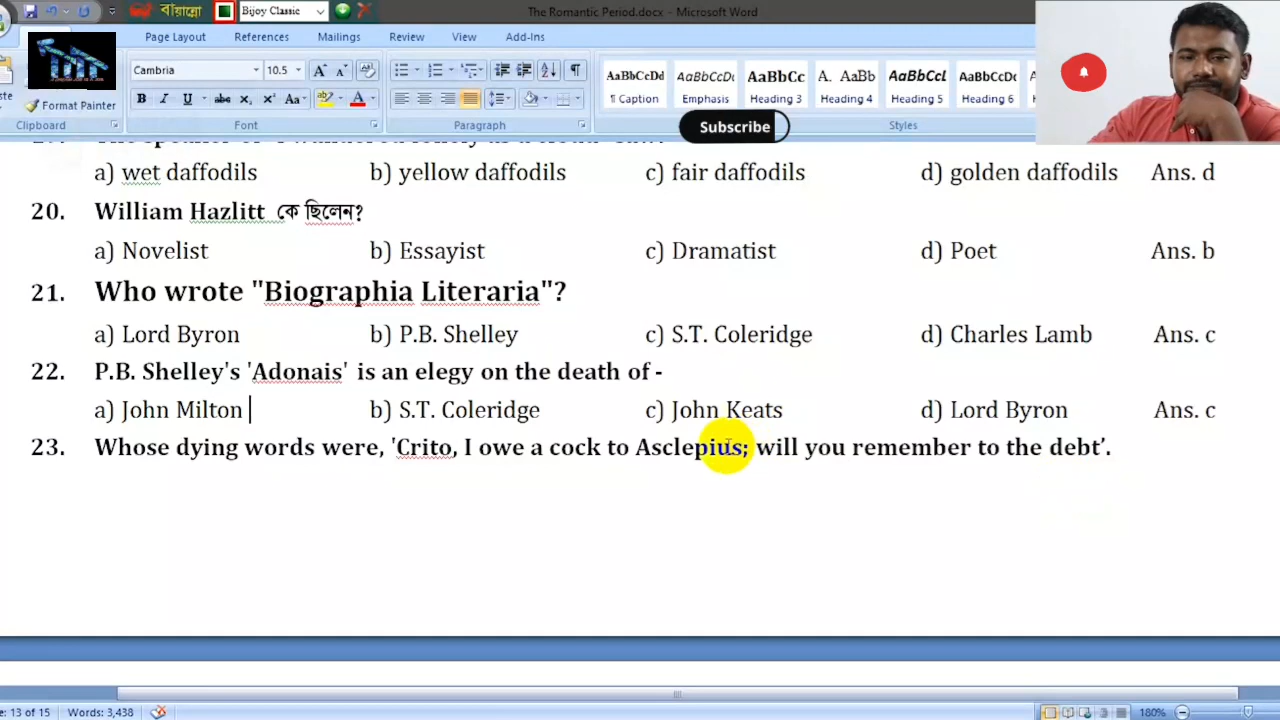 The Romantic Period.docx - Microsoft Word
বাঁয়ান্নো Bijoy Classic
Page Layout References Mailings Review View Add-Ins
Cambria 10.5
AaBbCcDd AaBbCcDc AaBbCc A. AaBb AaBbCcL AaBbCcDc
Format Painter
¶ Caption Emphasis Heading 3 Heading 4 Heading 5 Heading 6
Clipboard Font Paragraph Styles
Subscribe
a) wet daffodils b) yellow daffodils c) fair daffodils d) golden daffodils Ans. d
20. William Hazlitt কে ছিলেন?
a) Novelist b) Essayist c) Dramatist d) Poet Ans. b
21. Who wrote "Biographia Literaria"?
a) Lord Byron b) P.B. Shelley c) S.T. Coleridge d) Charles Lamb Ans. c
22. P.B. Shelley's 'Adonais' is an elegy on the death of -
a) John Milton b) S.T. Coleridge c) John Keats d) Lord Byron Ans. c
23. Whose dying words were, 'Crito, I owe a cock to Asclepius; will you remember to the debt'.
e: 13 of 15 Words: 3,438 180%